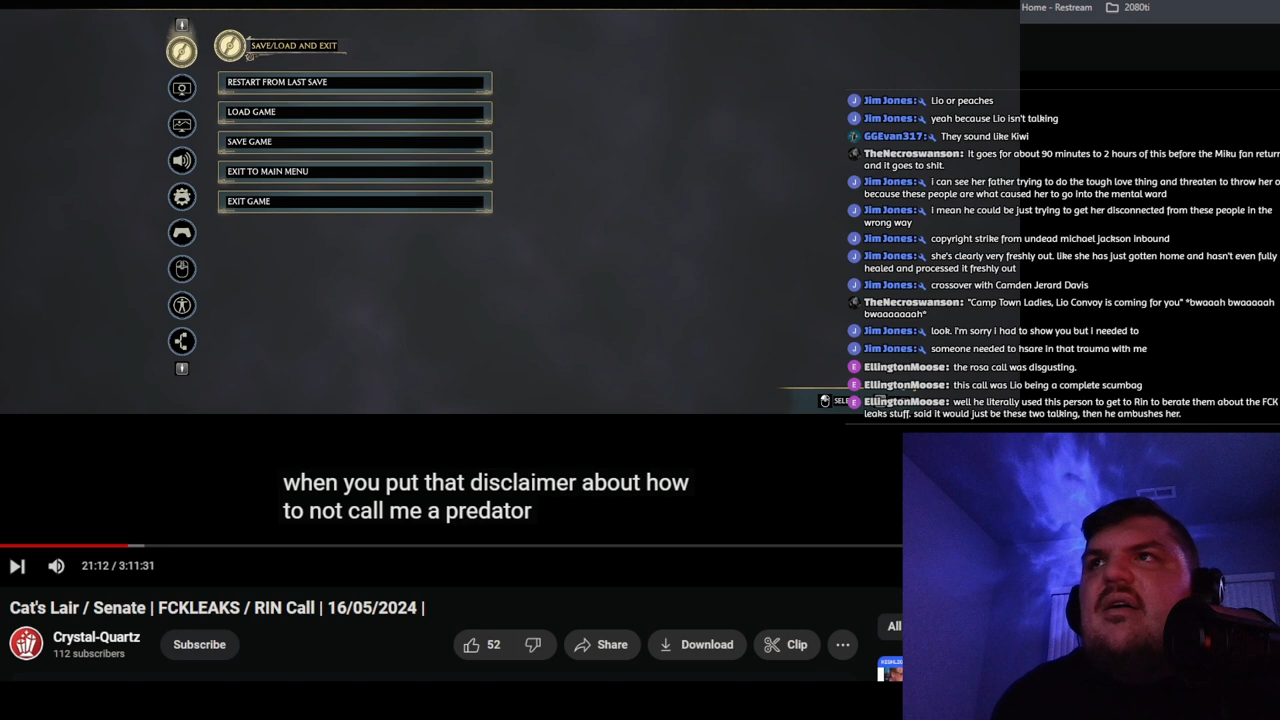 Home - Restream
2080ti
SAVE/LOAD AND EXIT
RESTART FROM LAST SAVE
LOAD GAME
SAVE GAME
EXIT TO MAIN MENU
EXIT GAME
Jim Jones: Llo or peaches
Jim Jones: yeah because Lio isn't talking
GGEvan317: They sound like Kiwi
TheNecroswanson: It goes for about 90 minutes to 2 hours of this before the Miku fan return
and it goes to shit.
Jim Jones: i can see her father trying to do the tough love thing and threaten to throw her o
because these people are what caused her to go into the mental ward
Jim Jones: i mean he could be just trying to get her disconnected from these people in the
wrong way
Jim Jones: copyright strike from undead michael jackson inbound
Jim Jones: she's clearly very freshly out. like she has just gotten home and hasn't even fully
healed and processed it freshly out
Jim Jones: crossover with Camden Jerard Davis
TheNecroswanson: "Camp Town Ladies, Lio Convoy is coming for you" *bwaaah bwaaaaah
bwaaaaaaah*
Jim Jones: look. i'm sorry i had to show you but i needed to
Jim Jones: someone needed to hsare in that trauma with me
EllingtonMoose: the rosa call was disgusting.
EllingtonMoose: this call was Lio being a complete scumbag
EllingtonMoose: well he literally used this person to get to Rin to berate them about the FCK
leaks stuff. said it would just be these two talking, then he ambushes her.
when you put that disclaimer about how
to not call me a predator
21:12 / 3:11:31
Cat's Lair / Senate | FCKLEAKS / RIN Call | 16/05/2024 |
Crystal-Quartz
112 subscribers
Subscribe
52
Share
Download
Clip
All